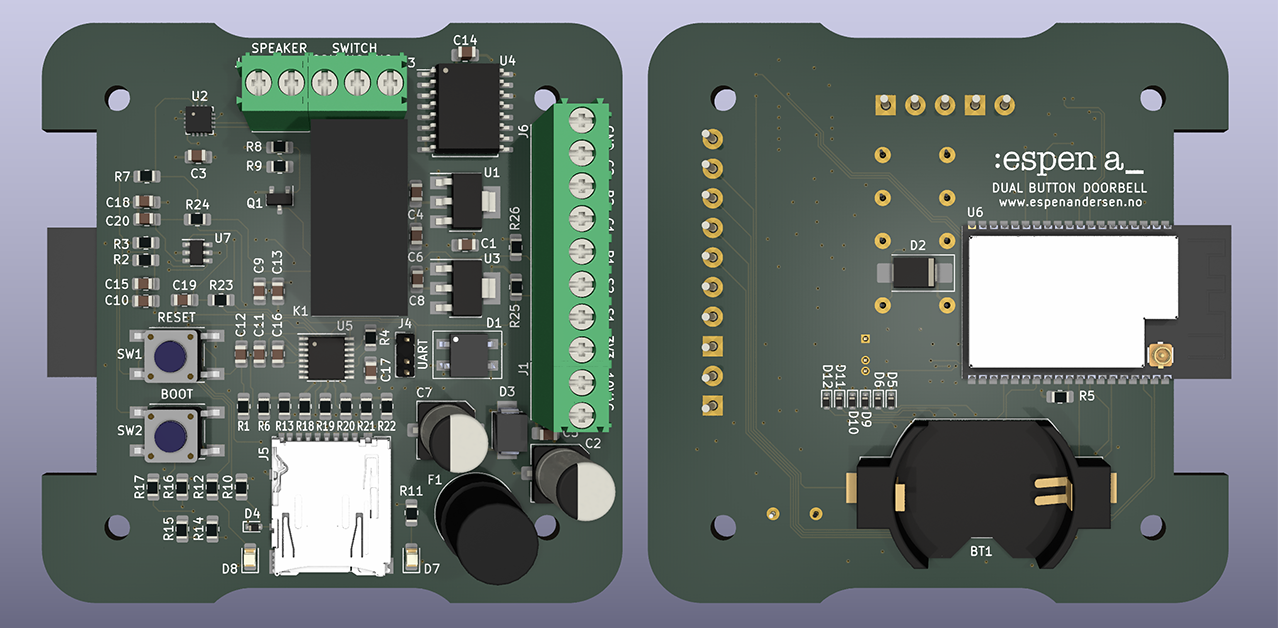 SPEAKER SWITCH
C14
U4
3
U2
J6
R8
R9
C3
U1
R7
C18
C20
R24
Q1
C4
R26
R3
R2
U7
C6
C1
U3
C9
C13
C15
C10
C19
R23
C8
R25
K1
RESET
C12
C11
C16
U5
R4
J4
UART
D1
SW1
C17
J1
BOOT
C7
D3
SW2
R1 R6 R13 R18 R19 R20 R21 R22
J5
C2
R17
R16
R12
R10
F1
R11
R15
R14
D4
D8
D7
:espen a_
DUAL BUTTON DOORBELL
www.espenandersen.no
U6
D2
D12
D11
D10
D9
D6
D5
R5
BT1